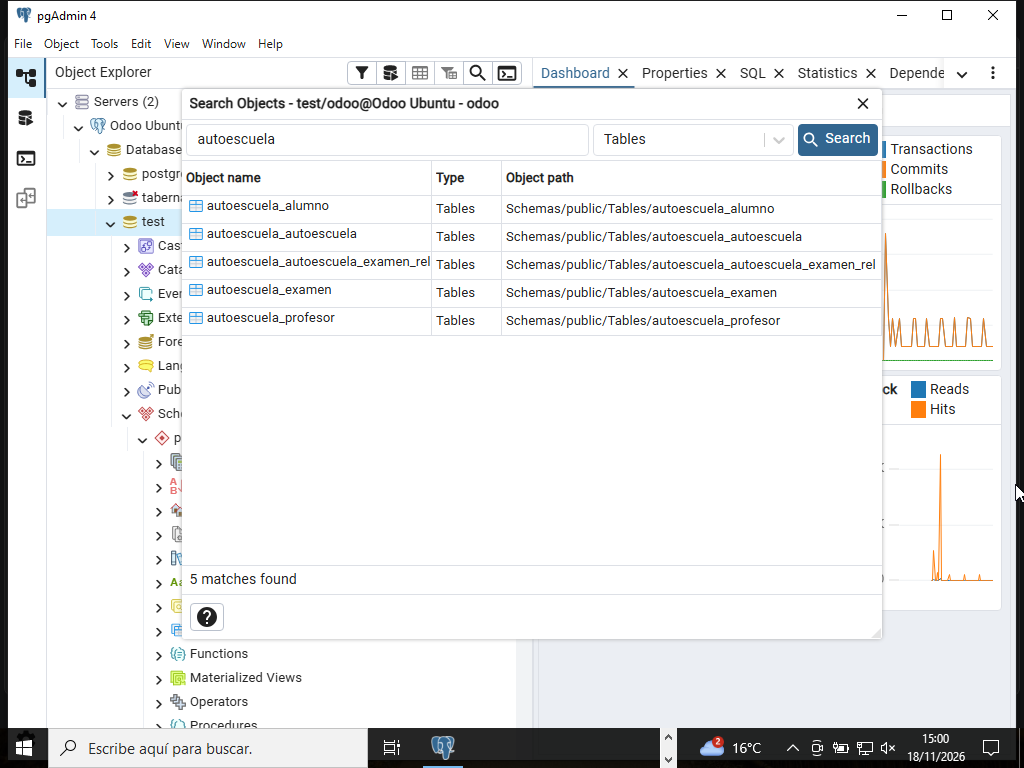 pgAdmin 4
File Object Tools Edit View Window Help
Object Explorer
Dashboard Properties SQL Statistics Depende
Servers (2)
Odoo Ubuntu
Database
postgr
taberna
test
Cast
Cata
Even
Exte
Fore
Lang
Pub
Sch
p
Functions
Materialized Views
Operators
Procedures
Search Objects - test/odoo@Odoo Ubuntu - odoo
autoescuela Tables Search
Object name Type Object path
autoescuela_alumno Tables Schemas/public/Tables/autoescuela_alumno
autoescuela_autoescuela Tables Schemas/public/Tables/autoescuela_autoescuela
autoescuela_autoescuela_examen_rel Tables Schemas/public/Tables/autoescuela_autoescuela_examen_rel
autoescuela_examen Tables Schemas/public/Tables/autoescuela_examen
autoescuela_profesor Tables Schemas/public/Tables/autoescuela_profesor
5 matches found
Transactions
Commits
Rollbacks
ck Reads
Hits
Escribe aquí para buscar.
2
16°C
15:00
18/11/2026